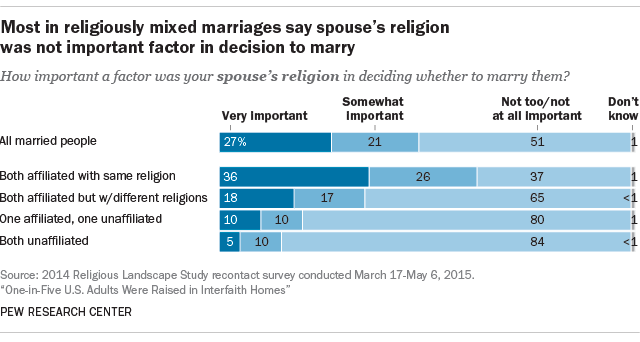 Most in religiously mixed marriages say spouse's religion
was not important factor in decision to marry
How important a factor was your spouse's religion in deciding whether to marry them?
Very important
Somewhat important
Not too/not at all important
Don't know
All married people 27% 21 51 1
Both affiliated with same religion 36 26 37 1
Both affiliated but w/different religions 18 17 65 <1
One affiliated, one unaffiliated 10 10 80 1
Both unaffiliated 5 10 84 <1
Source: 2014 Religious Landscape Study recontact survey conducted March 17-May 6, 2015.
"One-in-Five U.S. Adults Were Raised in Interfaith Homes"
PEW RESEARCH CENTER